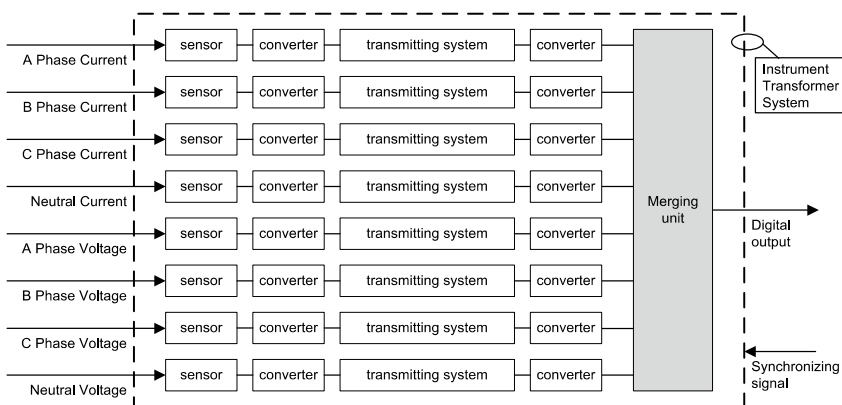 sensor converter transmitting system converter
A Phase Current
Instrument
Transformer
System
sensor converter transmitting system converter
B Phase Current
sensor converter transmitting system converter
C Phase Current
sensor converter transmitting system converter
Neutral Current
Merging
unit
sensor converter transmitting system converter
A Phase Voltage
Digital
output
sensor converter transmitting system converter
B Phase Voltage
sensor converter transmitting system converter
C Phase Voltage
sensor converter transmitting system converter
Neutral Voltage
Synchronizing
signal